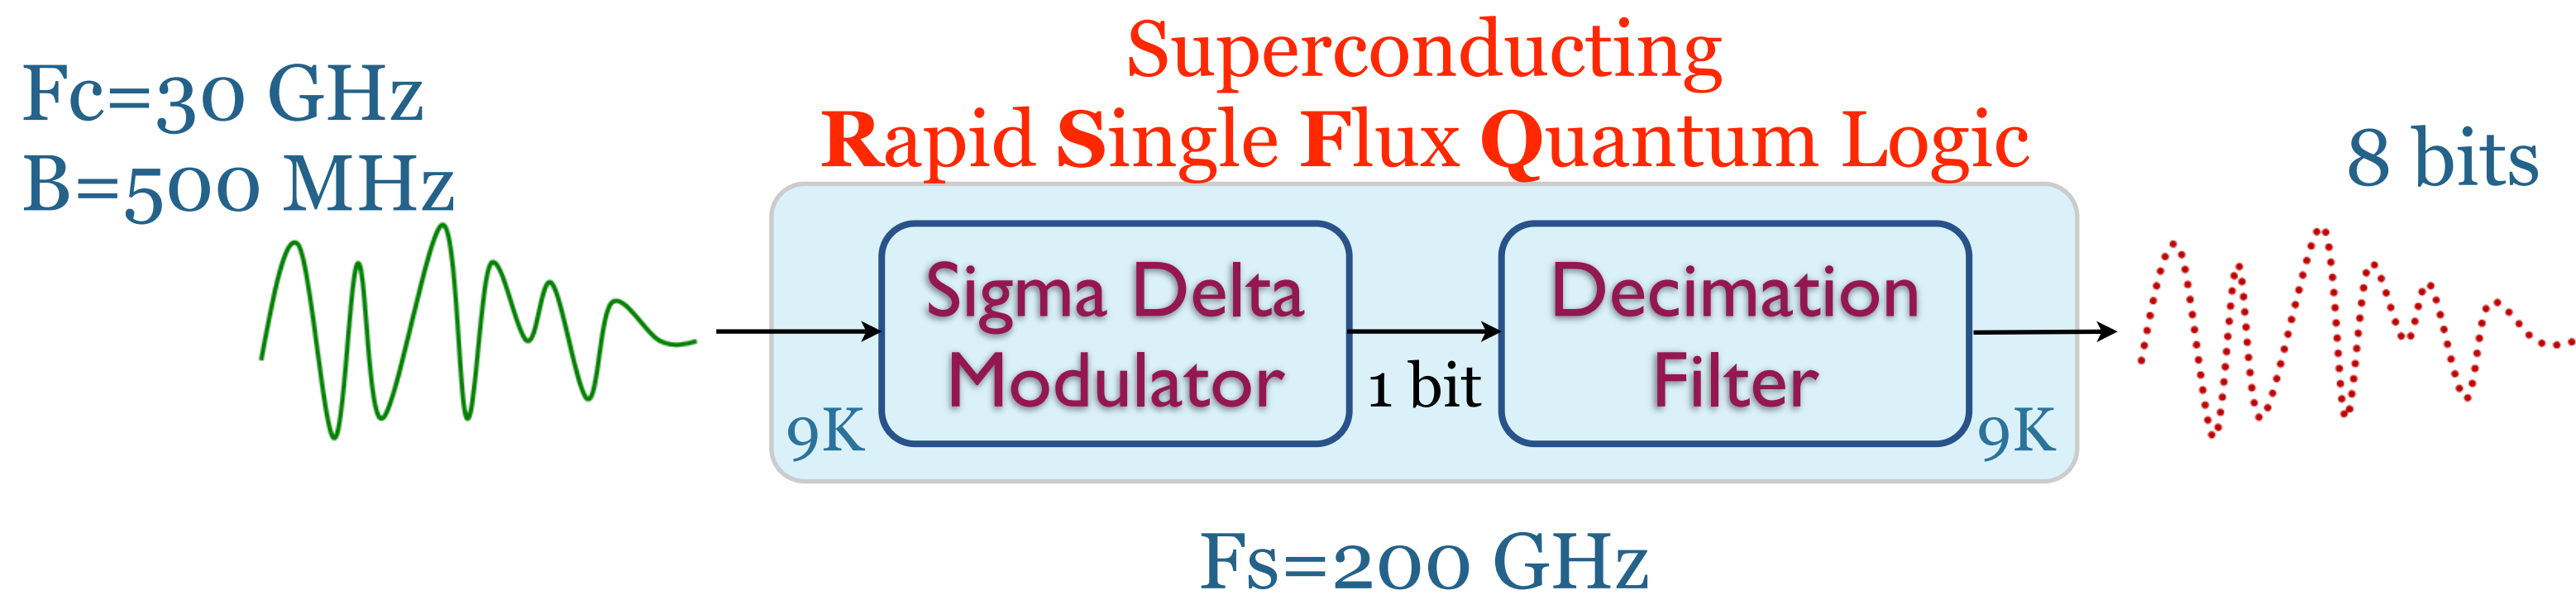 Superconducting
Rapid Single Flux Quantum Logic
Fc=30 GHz
B=500 MHz
8 bits
Sigma Delta
Modulator
1 bit
Decimation
Filter
9K
9K
Fs=200 GHz